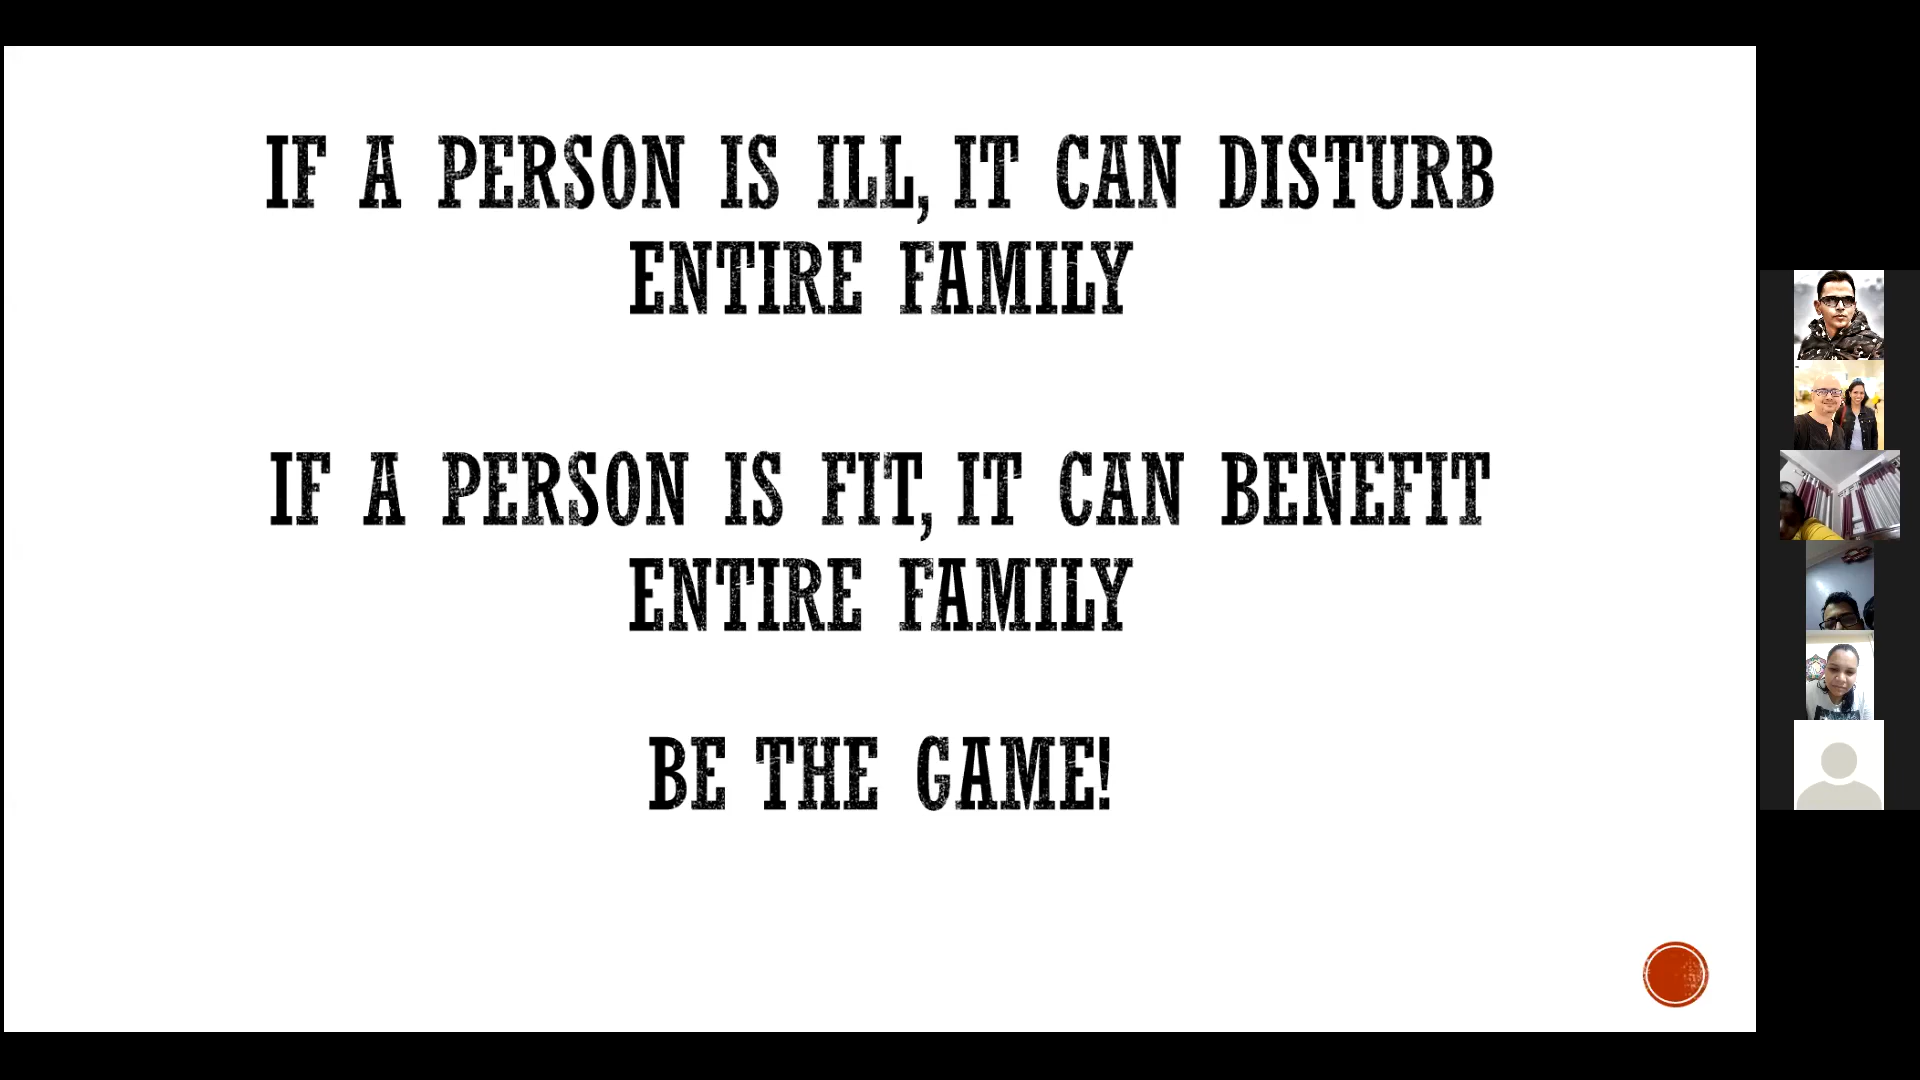 IF A PERSON IS ILL, IT CAN DISTURB
ENTIRE FAMILY
IF A PERSON IS FIT, IT CAN BENEFIT
ENTIRE FAMILY
BE THE GAME!